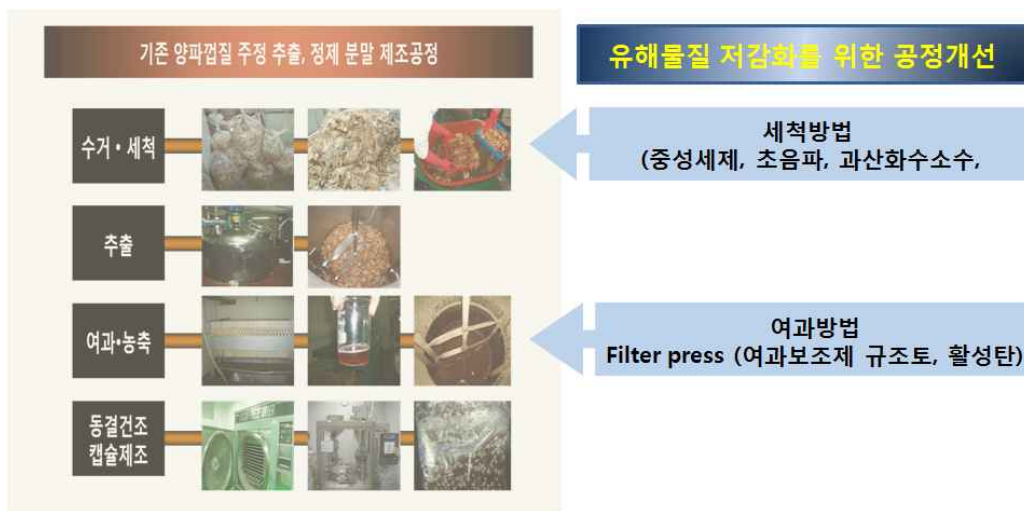 기존 양파껍질 주정 추출, 정제 분말 제조공정
유해물질 저감화를 위한 공정개선
수거·세척
세척방법
(중성세제, 초음파, 과산화수소수,
추출
여과·농축
여과방법
Filter press (여과보조제 규조토, 활성탄)
동결건조
캡슐제조